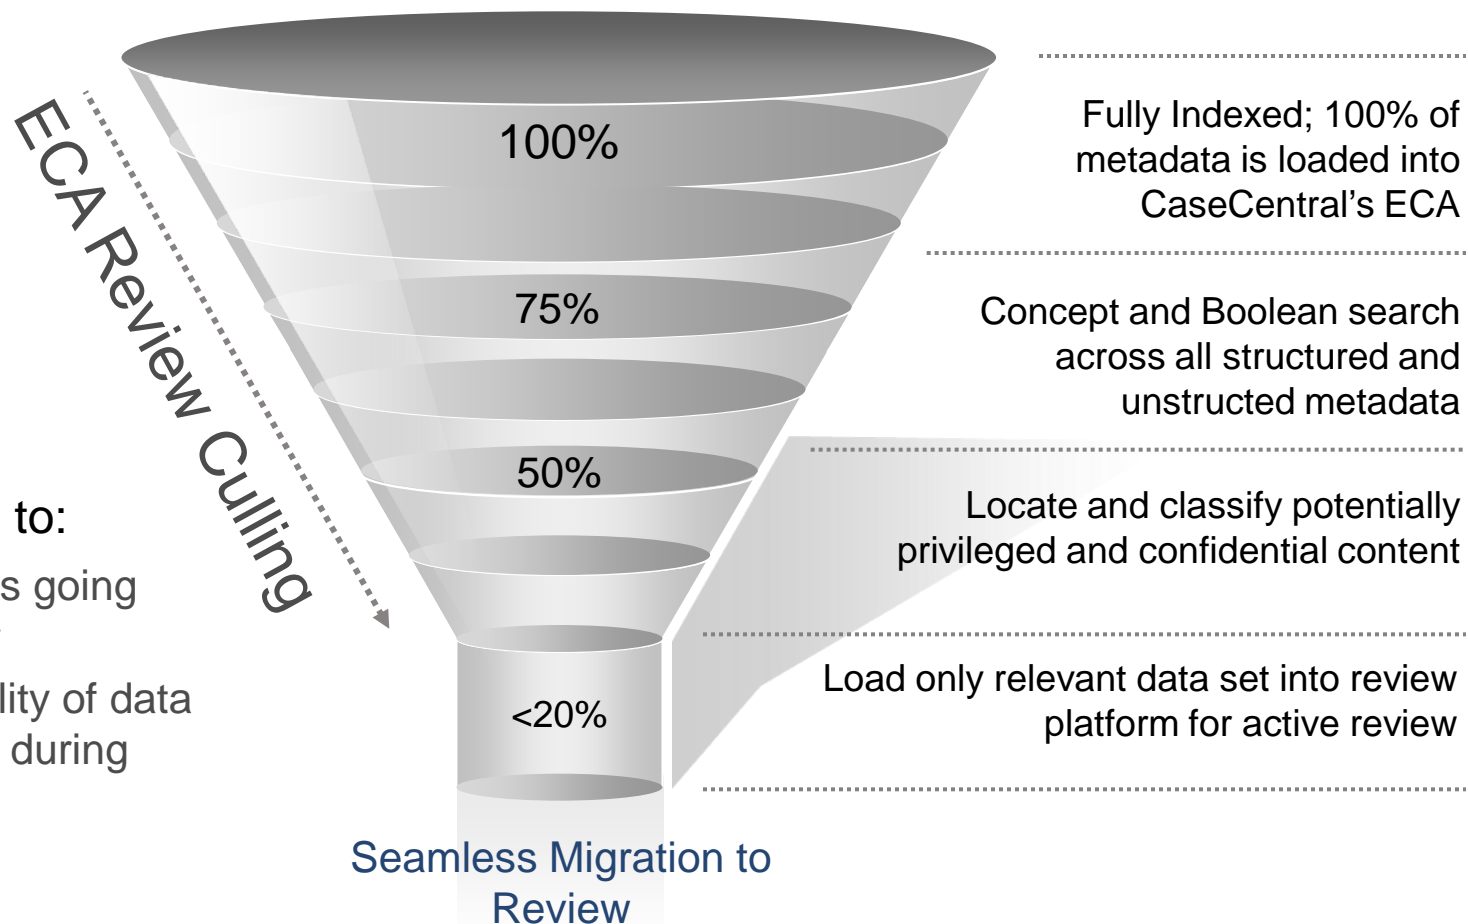 ECA Review Culling
100%
75%
50%
<20%
Fully Indexed; 100% of
metadata is loaded into
CaseCentral’s ECA
Concept and Boolean search
across all structured and
unstructed metadata
Locate and classify potentially
privileged and confidential content
Load only relevant data set into review
platform for active review
to:
s going
lity of data
during
Seamless Migration to
Review